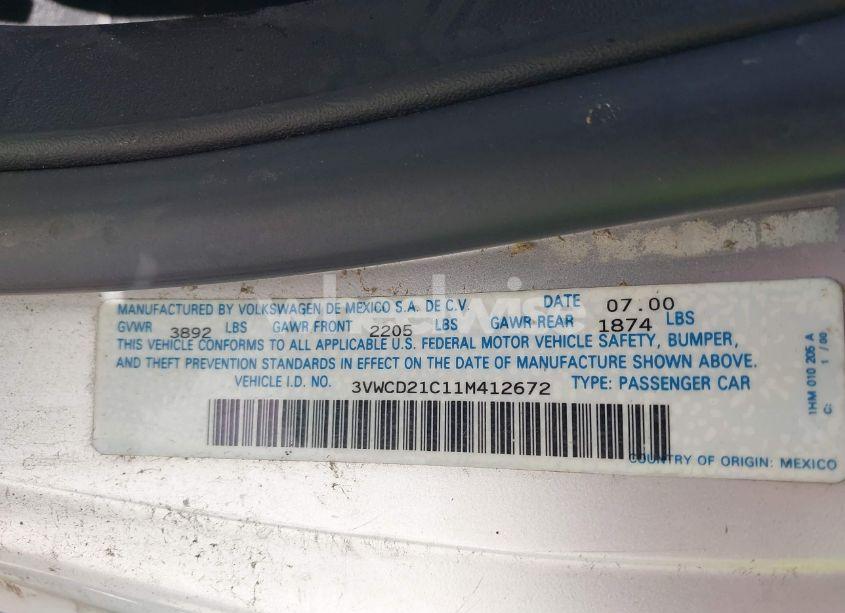 MANUFACTURED BY VOLKSWAGEN DE MEXICO S.A. DE C.V. DATE 07.00
GVWR 3892 LBS GAWR FRONT 2205 LBS GAWR-REAR 1874 LBS
THIS VEHICLE CONFORMS TO ALL APPLICABLE U.S. FEDERAL MOTOR VEHICLE SAFETY, BUMPER,
AND THEFT PREVENTION STANDARDS IN EFFECT ON THE DATE OF MANUFACTURE SHOWN ABOVE.
VEHICLE I.D. NO. 3VWCD21C11M412672 TYPE: PASSENGER CAR
COUNTRY OF ORIGIN: MEXICO
1HM 010 205 A
C: 1/00